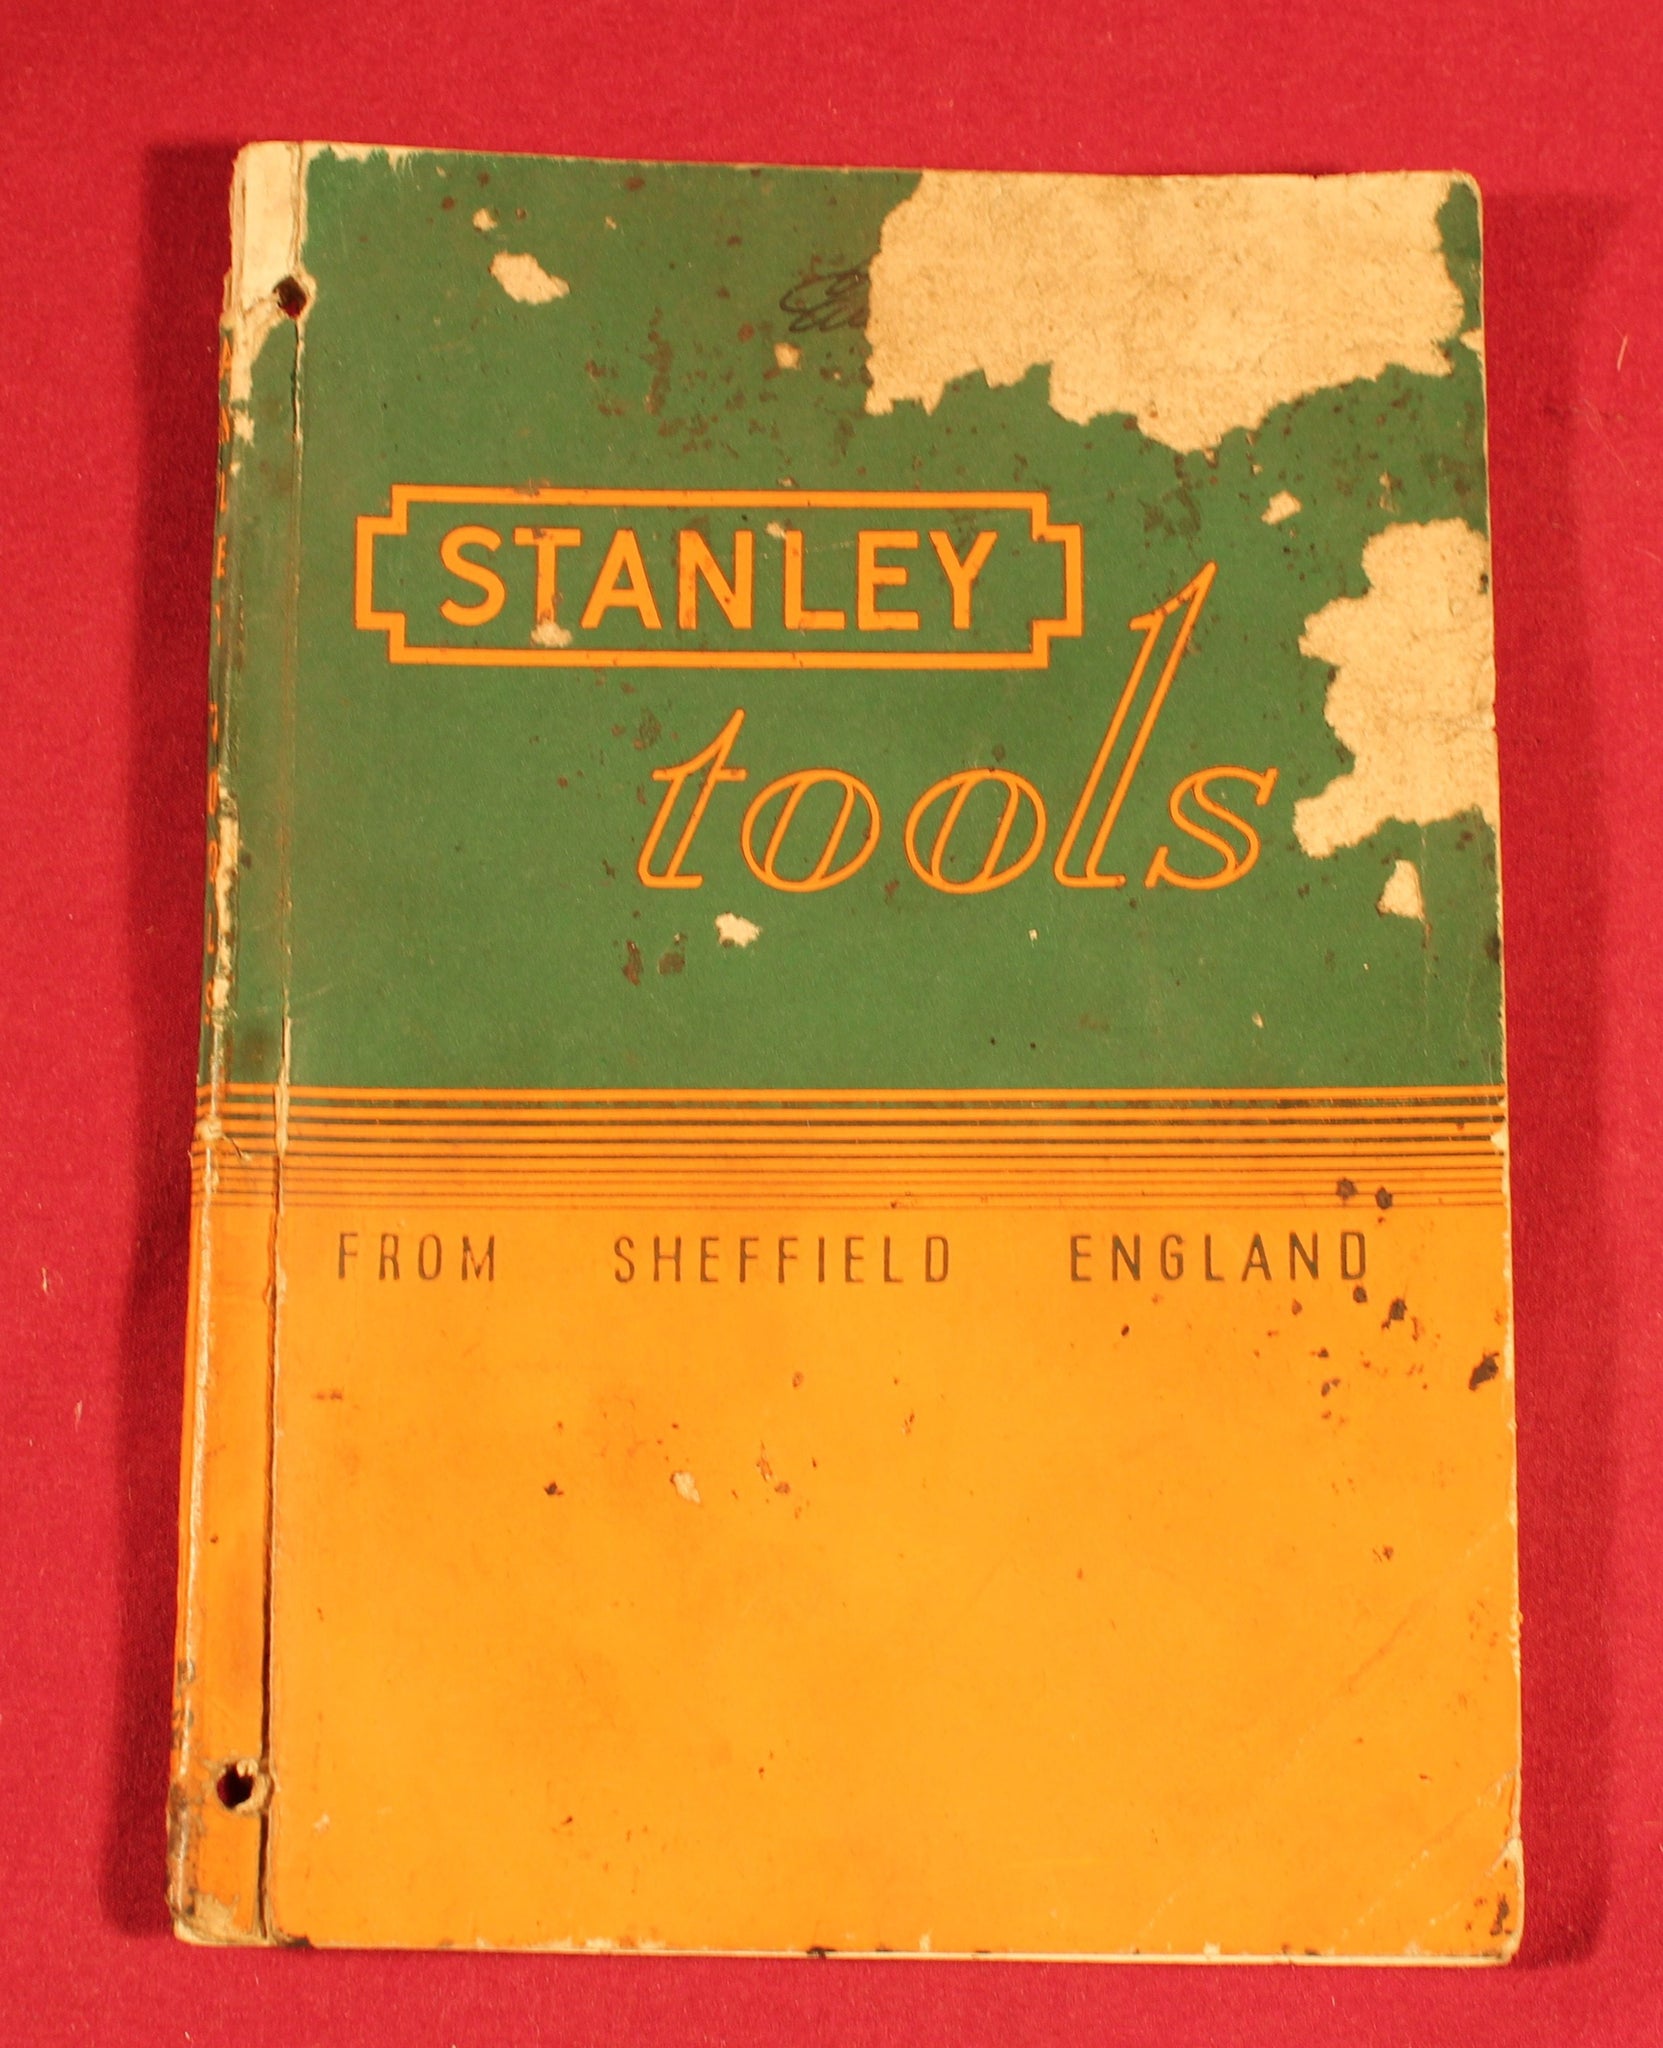 STANLEY
tools
FROM SHEFFIELD ENGLAND